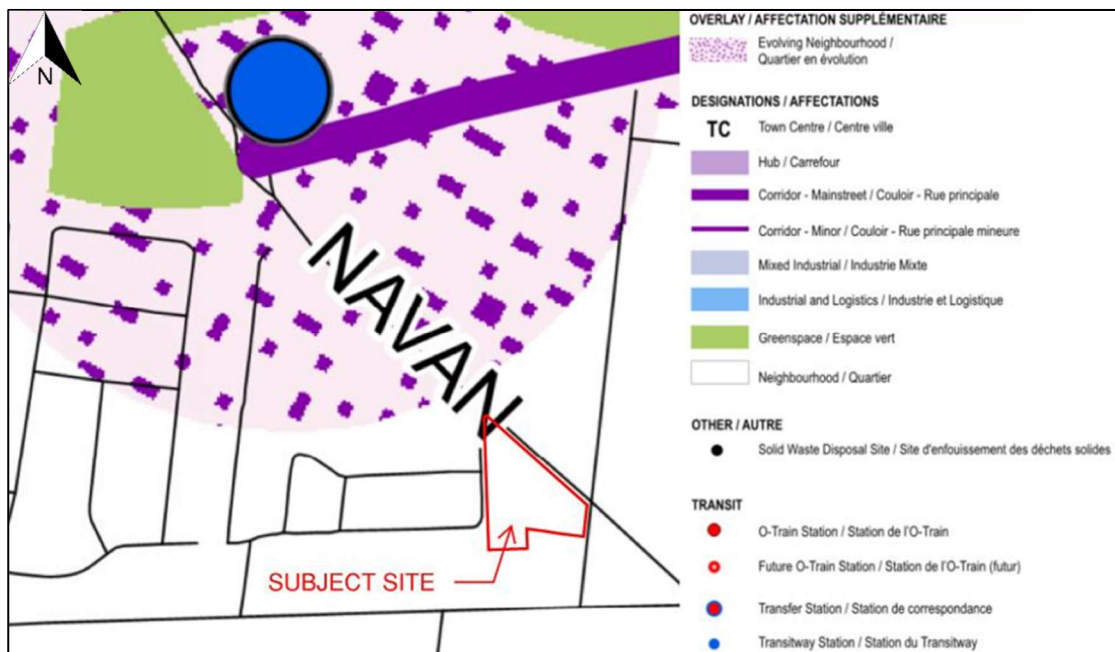 N
NAVAN
SUBJECT SITE
OVERLAY / AFFECTATION SUPPLÉMENTAIRE
Evolving Neighbourhood /
Quartier en évolution
DESIGNATIONS / AFFECTATIONS
TC Town Centre / Centre ville
Hub / Carrefour
Corridor - Mainstreet / Couloir - Rue principale
Corridor - Minor / Couloir - Rue principale mineure
Mixed Industrial / Industrie Mixte
Industrial and Logistics / Industrie et Logistique
Greenspace / Espace vert
Neighbourhood / Quartier
OTHER / AUTRE
Solid Waste Disposal Site / Site d'enfouissement des déchets solides
TRANSIT
O-Train Station / Station de l'O-Train
Future O-Train Station / Station de l'O-Train (futur)
Transfer Station / Station de correspondance
Transitway Station / Station du Transitway